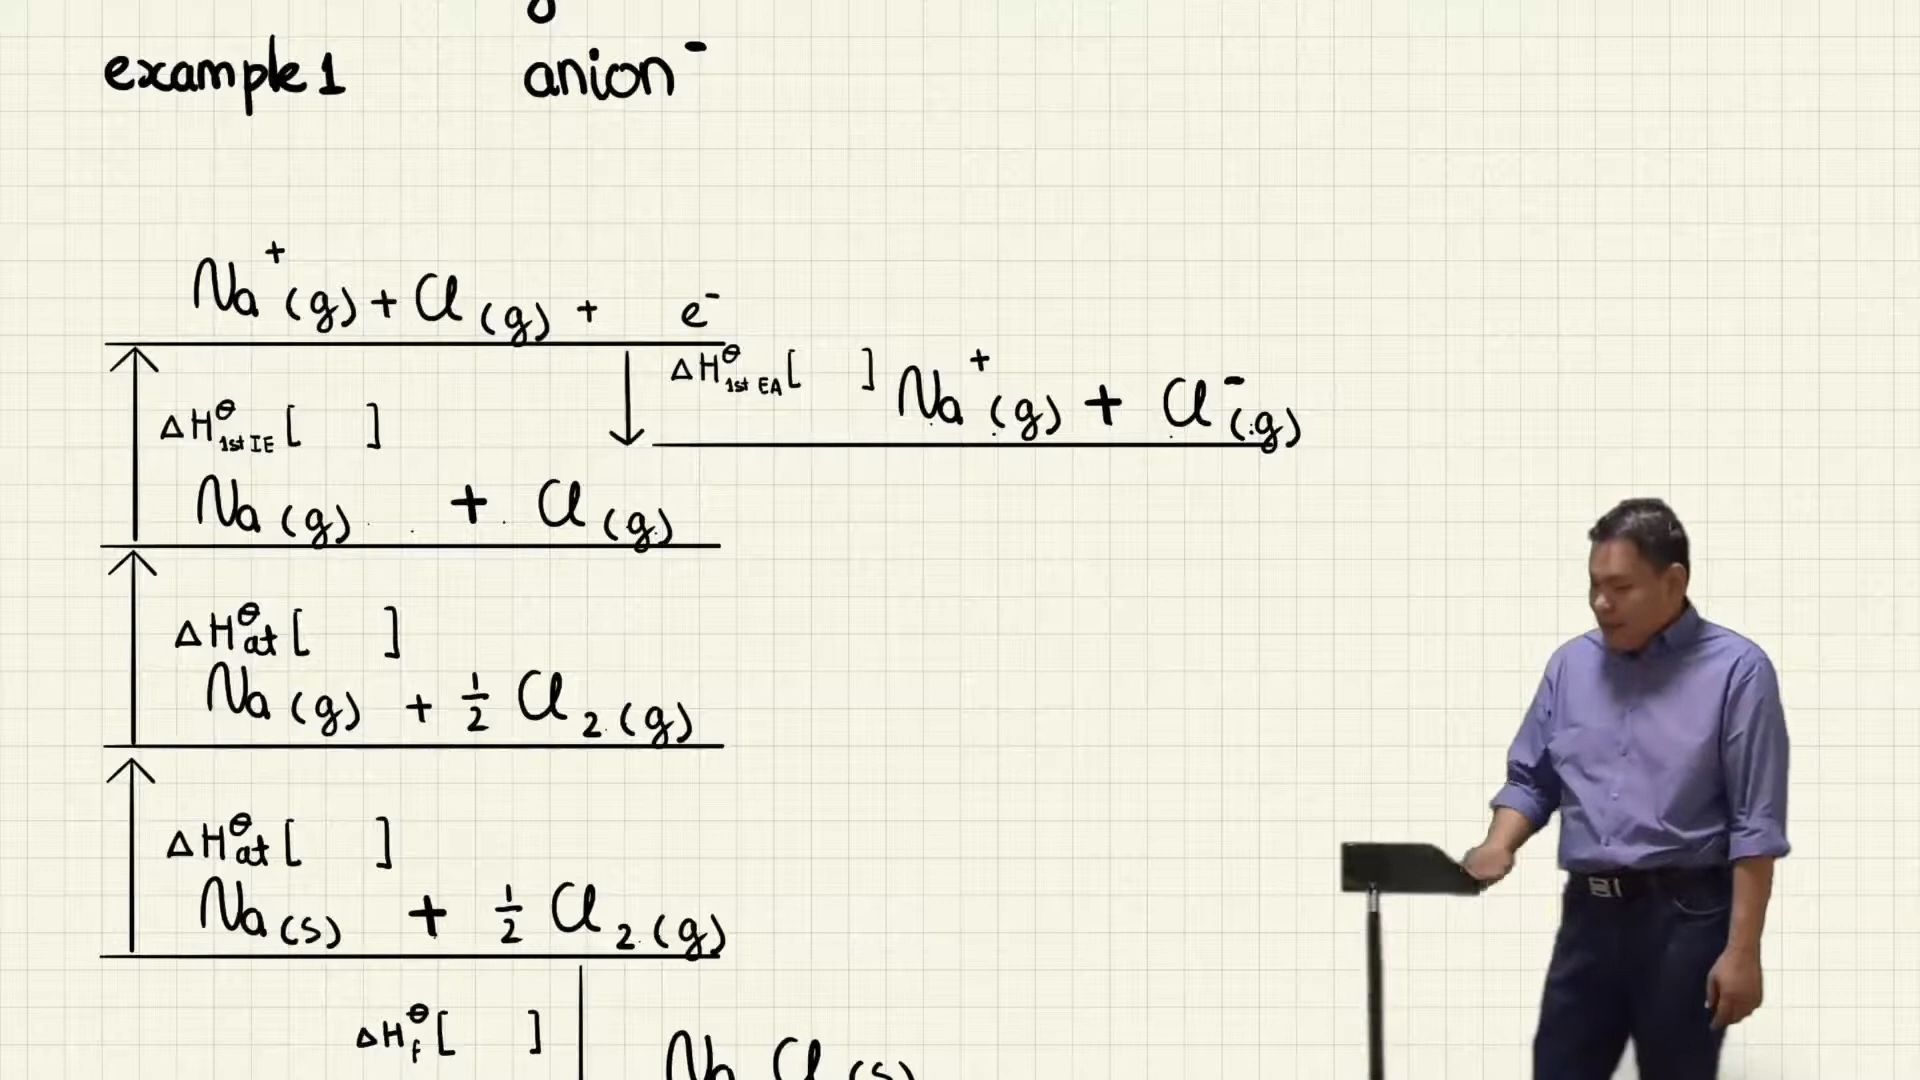 example 1
anion⁻
Na⁺(g) + Cl(g) + e⁻
ΔH^θ 1st EA [ ]
Na⁺(g) + Cl⁻(g)
ΔH^θ 1st IE [ ]
Na(g) + Cl(g)
ΔH^θ at [ ]
Na(g) + ½ Cl₂(g)
ΔH^θ at [ ]
Na(s) + ½ Cl₂(g)
ΔH^θ f [ ]
NaCl(s)